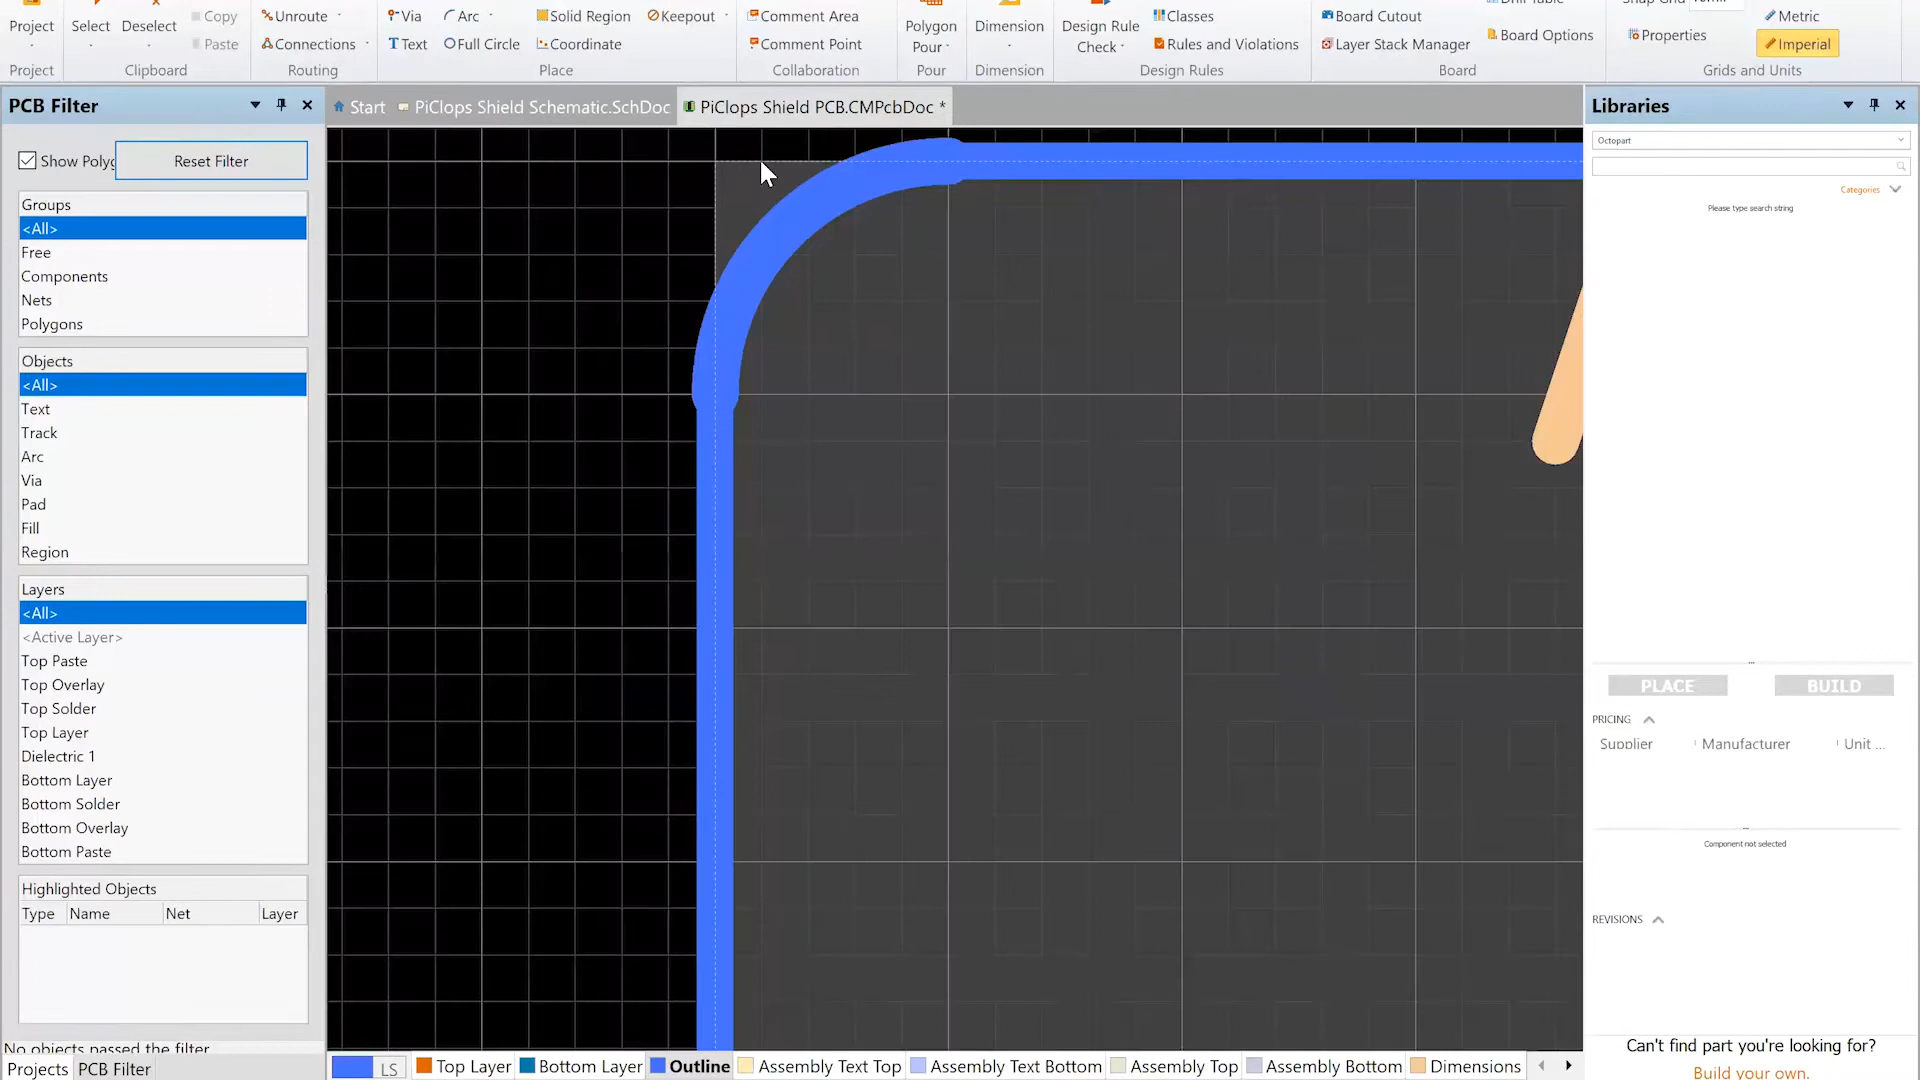 Project
Select
Deselect
Copy
Paste
Unroute
Connections
Via
Text
Arc
Full Circle
Solid Region
Coordinate
Keepout
Comment Area
Comment Point
Polygon
Pour
Dimension
Design Rule
Check
Classes
Rules and Violations
Board Cutout
Layer Stack Manager
Board Options
Properties
Metric
Imperial
Project
Clipboard
Routing
Place
Collaboration
Pour
Dimension
Design Rules
Board
Grids and Units
PCB Filter
Start
PiClops Shield Schematic.SchDoc
PiClops Shield PCB.CMPcbDoc *
Libraries
Show Polyg
Reset Filter
Groups
<All>
Free
Components
Nets
Polygons
Objects
<All>
Text
Track
Arc
Via
Pad
Fill
Region
Layers
<All>
<Active Layer>
Top Paste
Top Overlay
Top Solder
Top Layer
Dielectric 1
Bottom Layer
Bottom Solder
Bottom Overlay
Bottom Paste
Highlighted Objects
Type Name Net Layer
No objects passed the filter
Projects PCB Filter
LS Top Layer Bottom Layer Outline Assembly Text Top Assembly Text Bottom Assembly Top Assembly Bottom Dimensions
Octopart
Categories
Please type search string
PLACE BUILD
PRICING
Supplier Manufacturer Unit ...
Component not selected
REVISIONS
Can't find part you're looking for?
Build your own.